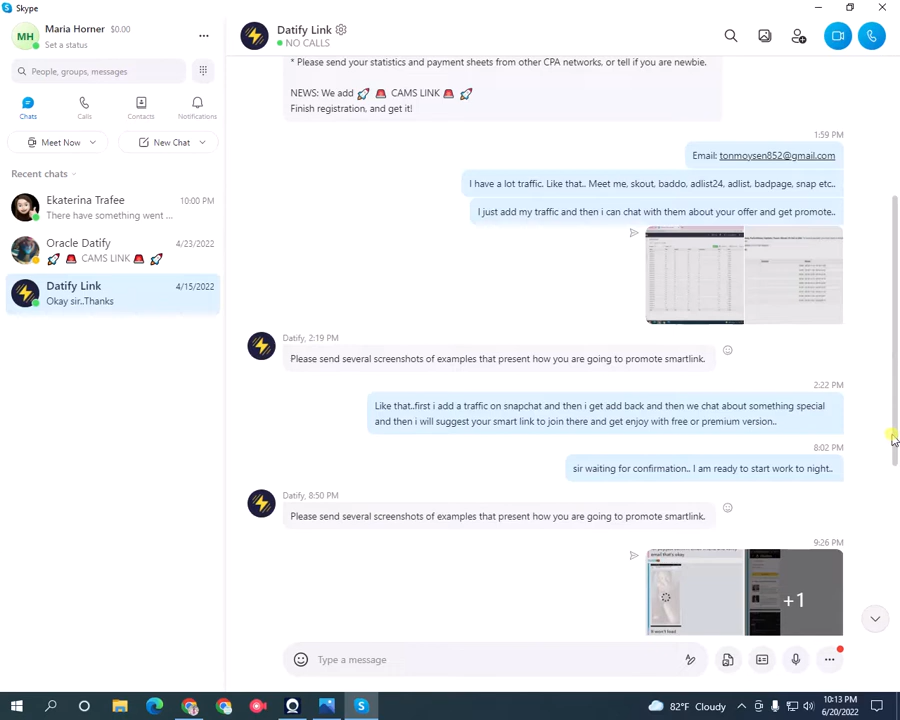 Skype
MH
Maria Horner $0.00
Set a status
People, groups, messages
Chats
Calls
Contacts
Notifications
Meet Now
New Chat
Recent chats
Ekaterina Trafee 10:00 PM
There have something went ...
Oracle Datify 4/23/2022
🚀 🚨 CAMS LINK 🚨 🚀
Datify Link 4/15/2022
Okay sir..Thanks
Datify Link
NO CALLS
* Please send your statistics and payment sheets from other CPA networks, or tell if you are newbie.
NEWS: We add 🚀 🚨 CAMS LINK 🚨 🚀
Finish registration, and get it!
1:59 PM
Email: tonmoysen852@gmail.com
I have a lot traffic. Like that.. Meet me, skout, baddo, adlist24, adlist, badpage, snap etc..
I just add my traffic and then i can chat with them about your offer and get promote..
Datify, 2:19 PM
Please send several screenshots of examples that present how you are going to promote smartlink.
2:22 PM
Like that..first i add a traffic on snapchat and then i get add back and then we chat about something special
and then i will suggest your smart link to join there and get enjoy with free or premium version..
8:02 PM
sir waiting for confirmation.. I am ready to start work to night..
Datify, 8:50 PM
Please send several screenshots of examples that present how you are going to promote smartlink.
9:26 PM
email that's okay
It won't load
+1
Type a message
82°F Cloudy
10:13 PM
6/20/2022